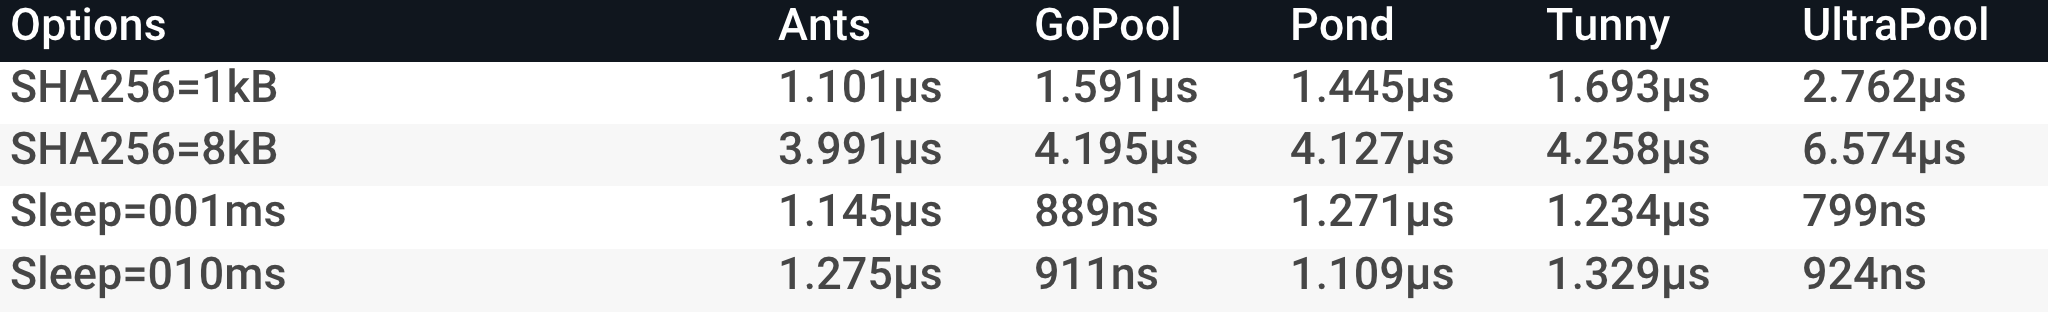 Options Ants GoPool Pond Tunny UltraPool
SHA256=1kB 1.101µs 1.591µs 1.445µs 1.693µs 2.762µs
SHA256=8kB 3.991µs 4.195µs 4.127µs 4.258µs 6.574µs
Sleep=001ms 1.145µs 889ns 1.271µs 1.234µs 799ns
Sleep=010ms 1.275µs 911ns 1.109µs 1.329µs 924ns